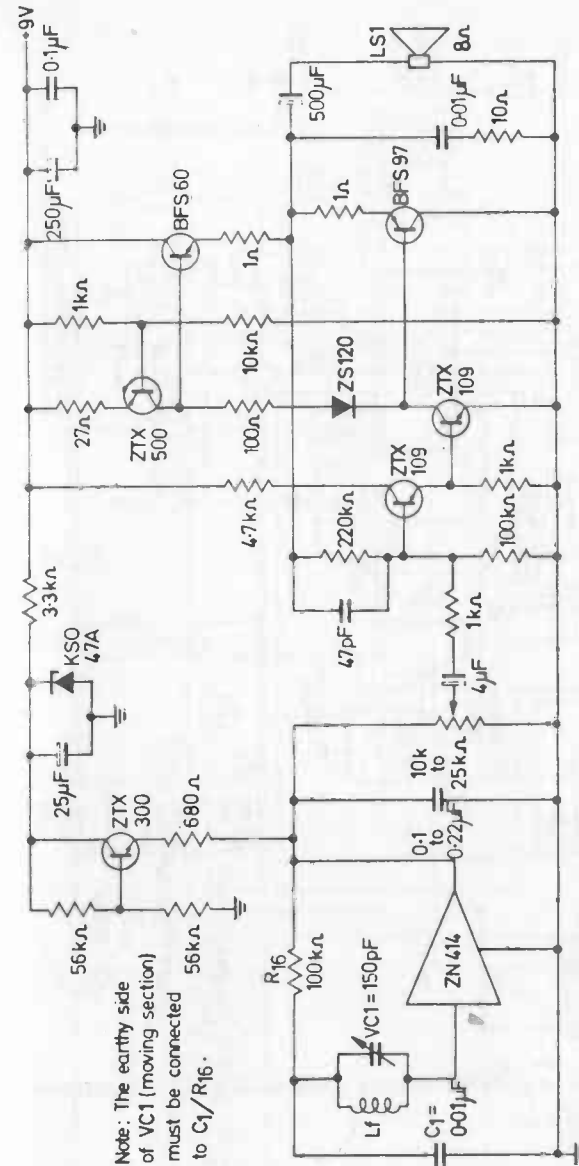 Note: The earthy side
of VC1 (moving section)
must be connected
to C1/R16.
56kΩ
56kΩ
ZTX
300
680Ω
25µF
KSO
47A
3·3kΩ
27Ω
ZTX
500
1kΩ
BFS 60
250µF
0·1µF
9V
4·7kΩ
100Ω
10kΩ
1Ω
R16
100kΩ
VC1 = 150pF
Lf
C1 =
0·01µF
ZN 414
0·1
to
0·22µF
10k
to
25kΩ
4µF
1kΩ
47pF
220kΩ
100kΩ
ZTX
109
1kΩ
ZTX
109
ZS120
BFS97
1Ω
500µF
0·01µF
10Ω
LS1
8Ω